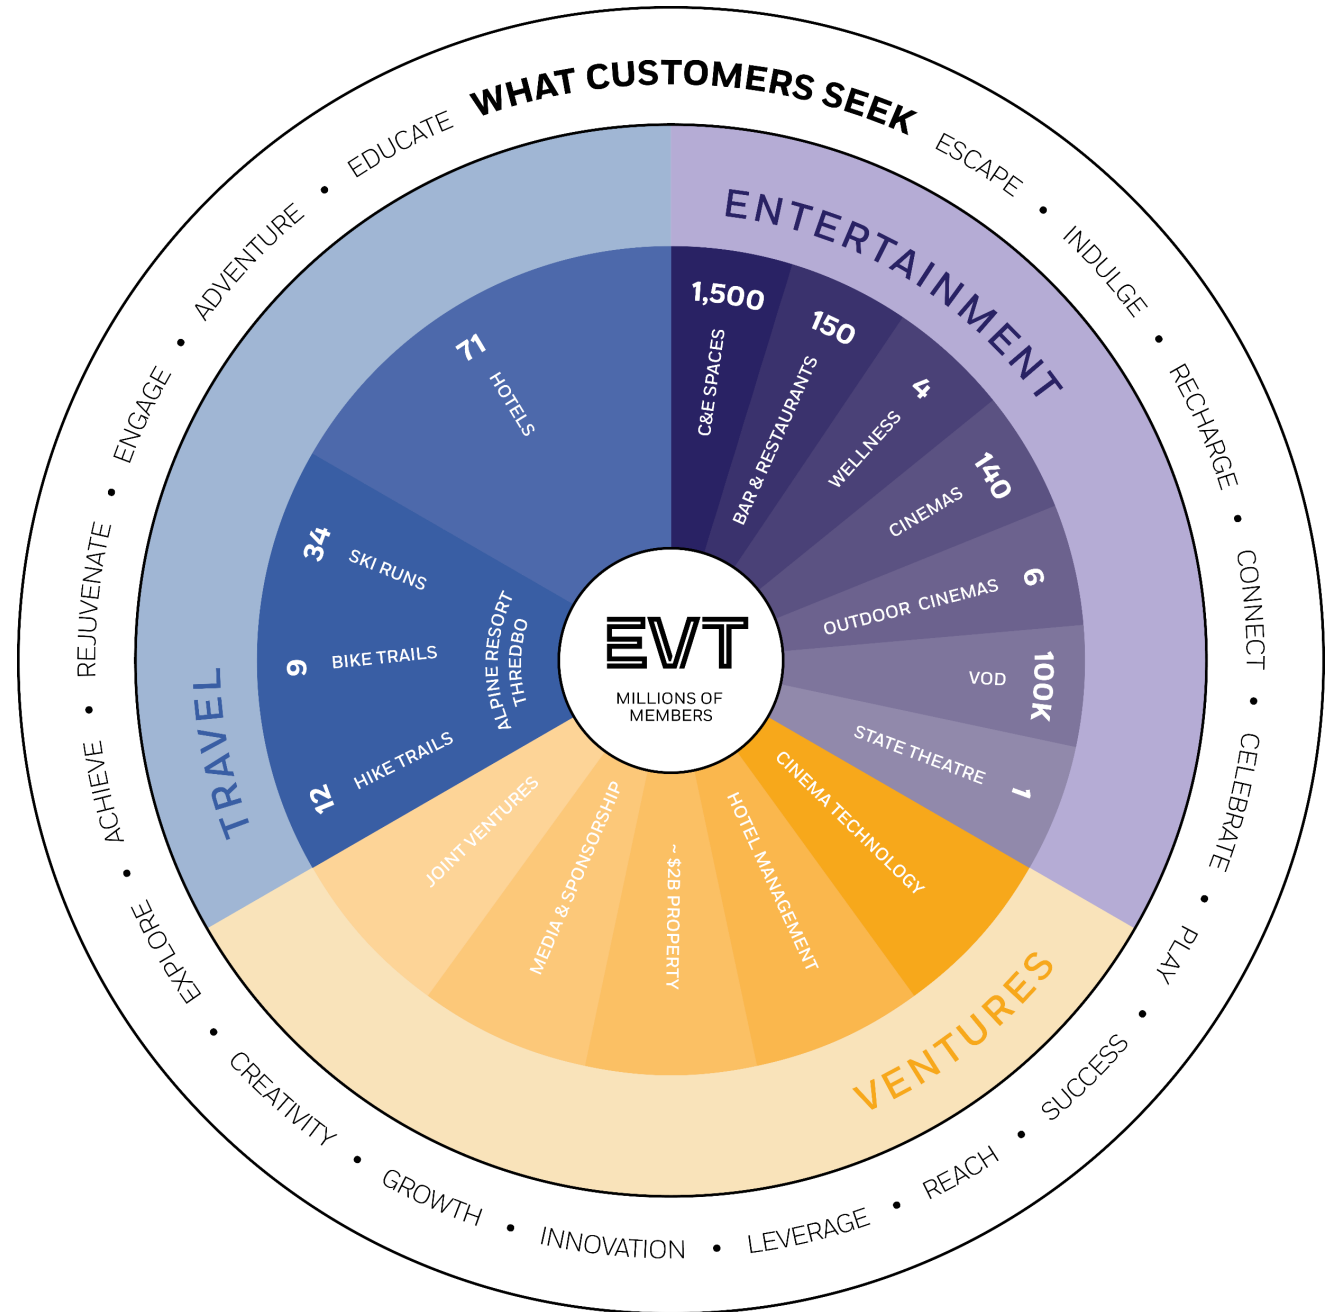 WHAT CUSTOMERS SEEK
ESCAPE • INDULGE • RECHARGE • CONNECT • CELEBRATE • PLAY • SUCCESS • REACH • LEVERAGE • INNOVATION • GROWTH • CREATIVITY • EXPLORE • ACHIEVE • REJUVENATE • ENGAGE • ADVENTURE • EDUCATE
ENTERTAINMENT
1,500
C&E SPACES
150
BAR & RESTAURANTS
4
WELLNESS
140
CINEMAS
6
OUTDOOR CINEMAS
100K
VOD
1
STATE THEATRE
VENTURES
CINEMA TECHNOLOGY
HOTEL MANAGEMENT
~ $2B PROPERTY
MEDIA & SPONSORSHIP
JOINT VENTURES
TRAVEL
12
HIKE TRAILS
9
BIKE TRAILS
34
SKI RUNS
ALPINE RESORT
THREDBO
71
HOTELS
EVT
MILLIONS OF
MEMBERS